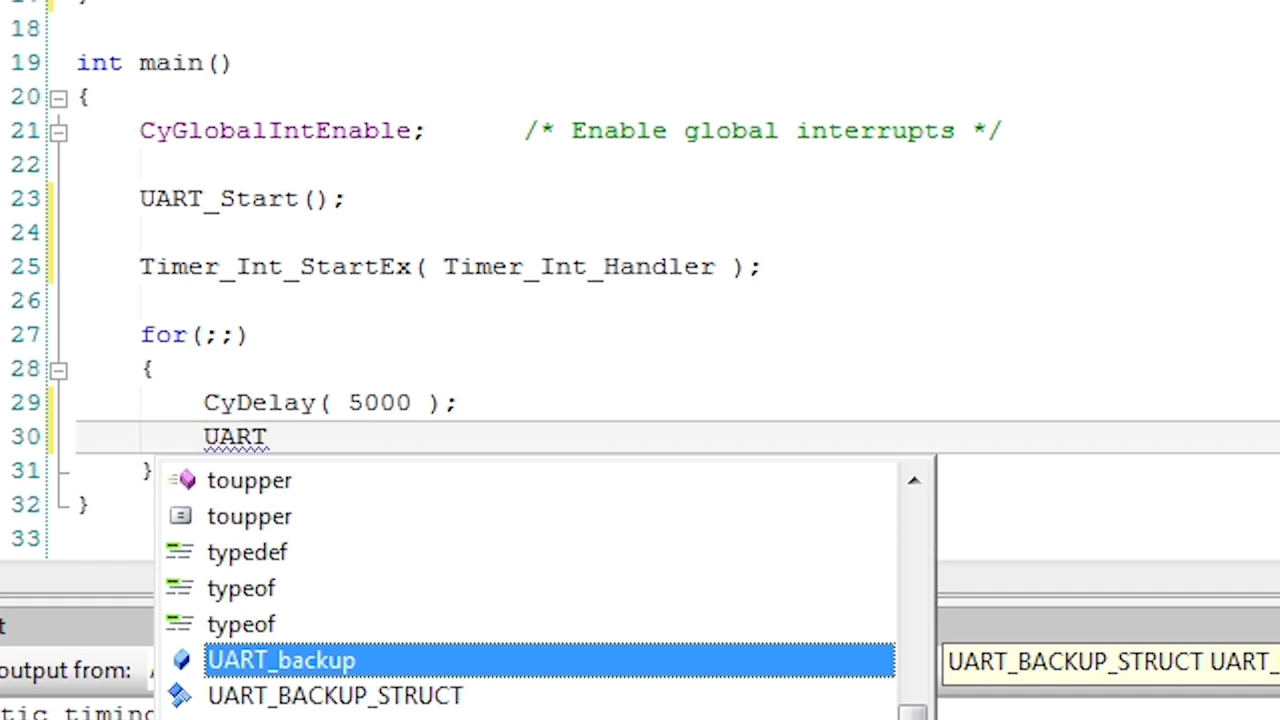 18
19 int main()
20 {
21 CyGlobalIntEnable; /* Enable global interrupts */
22
23 UART_Start();
24
25 Timer_Int_StartEx( Timer_Int_Handler );
26
27 for(;;)
28 {
29 CyDelay( 5000 );
30 UART
31 }
32 }
33
toupper
toupper
typedef
typeof
typeof
UART_backup
UART_BACKUP_STRUCT
UART_BACKUP_STRUCT UART_
t
output from:
tic timing